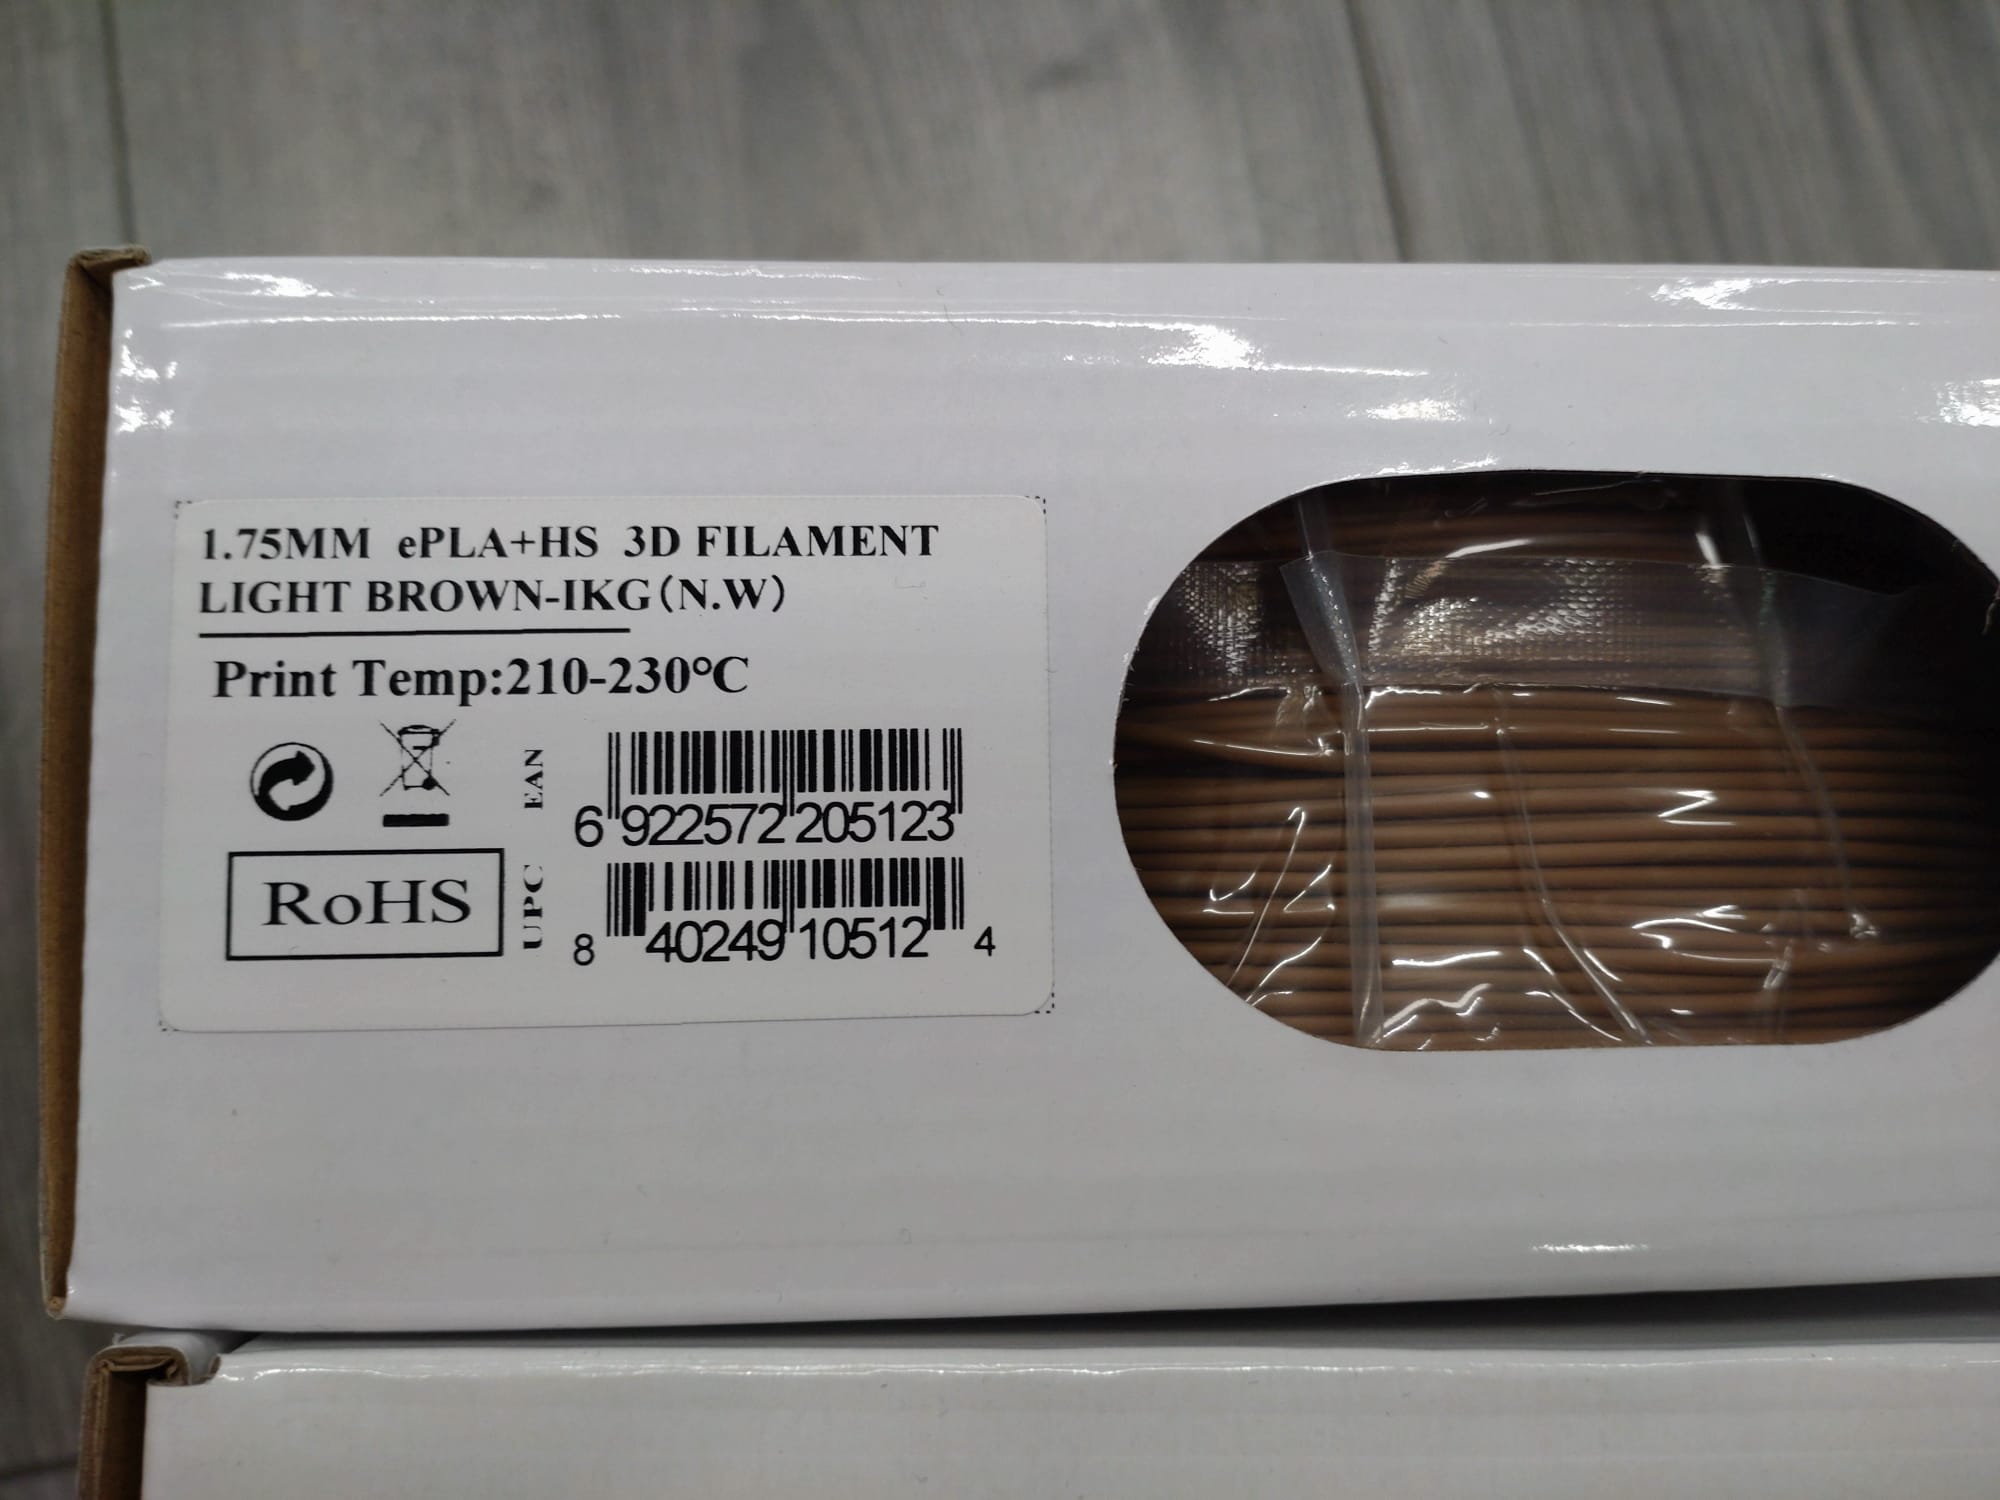 1.75MM ePLA+HS 3D FILAMENT
LIGHT BROWN-1KG(N.W)
Print Temp:210-230℃
EAN
6 922572 205123
RoHS
UPC
8 40249 10512 4